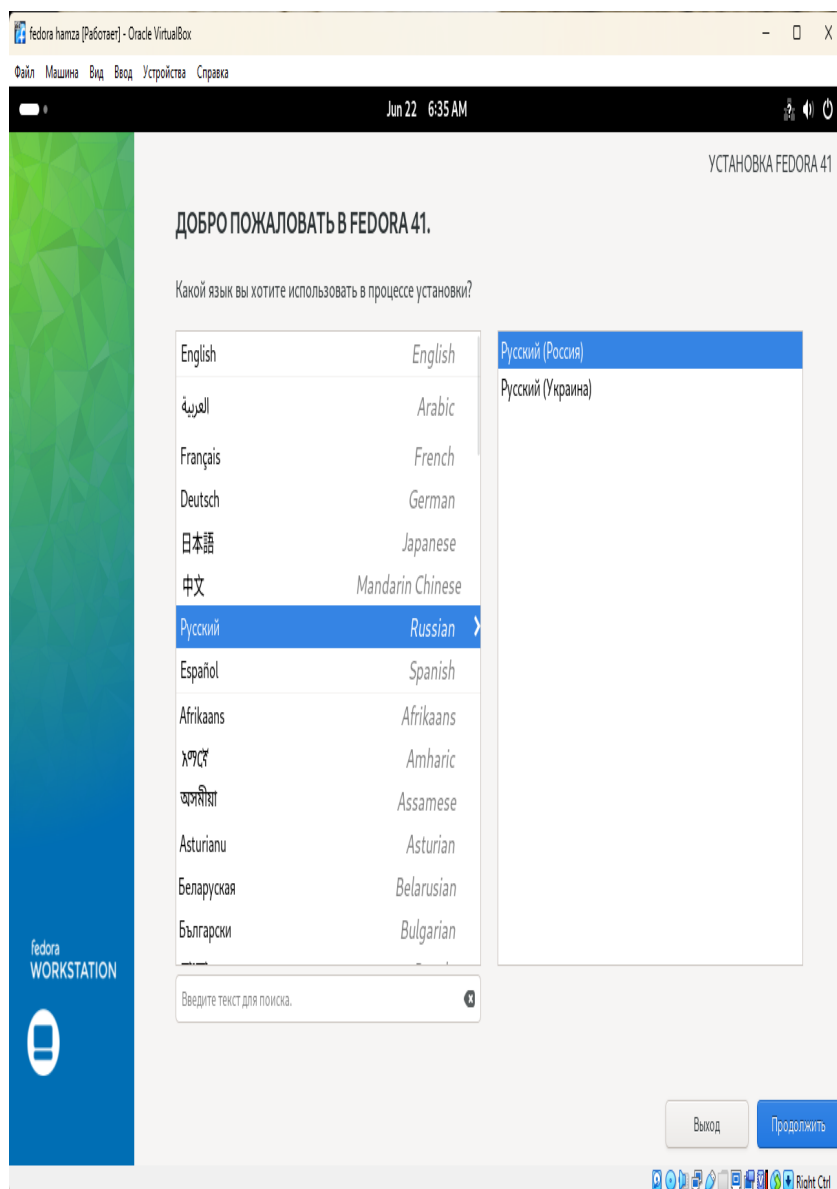 fedora hamza [Работает] - Oracle VirtualBox
Файл Машина Вид Ввод Устройства Справка
Jun 22 6:35 AM
УСТАНОВКА FEDORA 41
ДОБРО ПОЖАЛОВАТЬ В FEDORA 41.
Какой язык вы хотите использовать в процессе установки?
English English
العربية Arabic
Français French
Deutsch German
日本語 Japanese
中文 Mandarin Chinese
Русский Russian
Español Spanish
Afrikaans Afrikaans
አማርኛ Amharic
অসমীয়া Assamese
Asturianu Asturian
Беларуская Belarusian
Български Bulgarian
Русский (Россия)
Русский (Украина)
Введите текст для поиска.
fedora
WORKSTATION
Выход
Продолжить
Right Ctrl